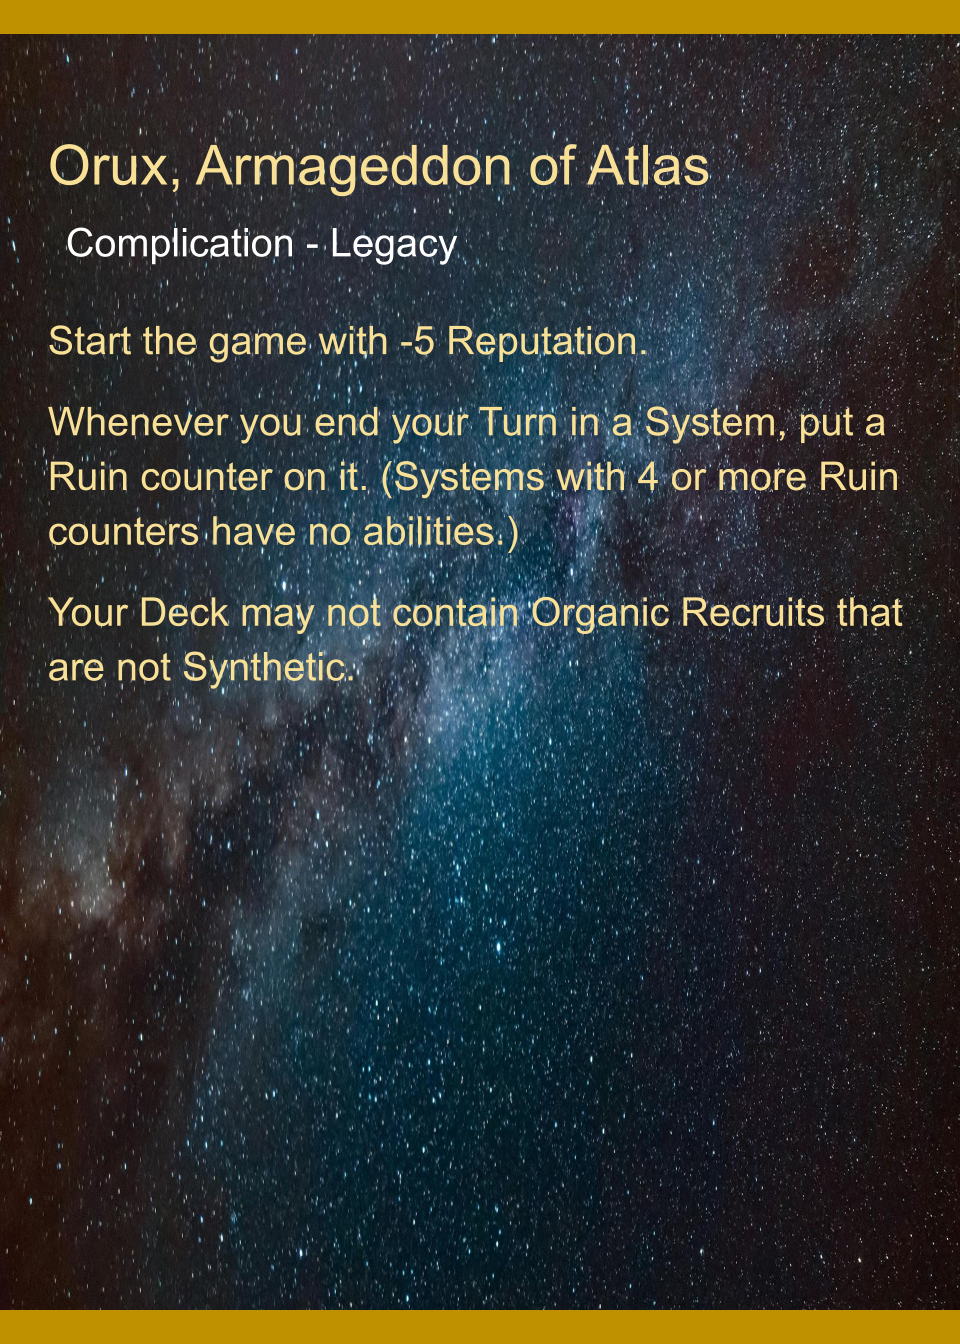 Orux, Armageddon of Atlas
Complication - Legacy
Start the game with -5 Reputation.
Whenever you end your Turn in a System, put a
Ruin counter on it. (Systems with 4 or more Ruin
counters have no abilities.)
Your Deck may not contain Organic Recruits that
are not Synthetic.